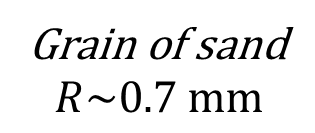 Grain of sand
R~0.7 mm